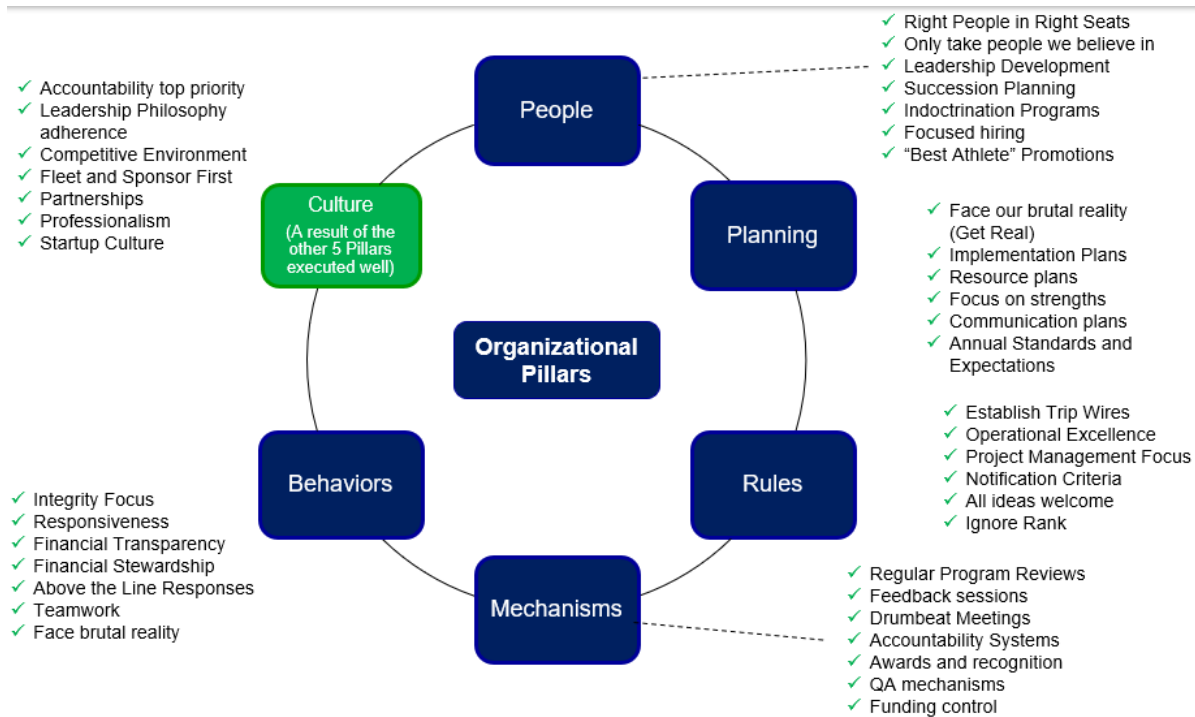 People
Right People in Right Seats
Only take people we believe in
Leadership Development
Succession Planning
Indoctrination Programs
Focused hiring
“Best Athlete” Promotions
Planning
Face our brutal reality
(Get Real)
Implementation Plans
Resource plans
Focus on strengths
Communication plans
Annual Standards and
Expectations
Rules
Establish Trip Wires
Operational Excellence
Project Management Focus
Notification Criteria
All ideas welcome
Ignore Rank
Mechanisms
Regular Program Reviews
Feedback sessions
Drumbeat Meetings
Accountability Systems
Awards and recognition
QA mechanisms
Funding control
Behaviors
Integrity Focus
Responsiveness
Financial Transparency
Financial Stewardship
Above the Line Responses
Teamwork
Face brutal reality
Culture
(A result of the
other 5 Pillars
executed well)
Accountability top priority
Leadership Philosophy
adherence
Competitive Environment
Fleet and Sponsor First
Partnerships
Professionalism
Startup Culture
Organizational
Pillars